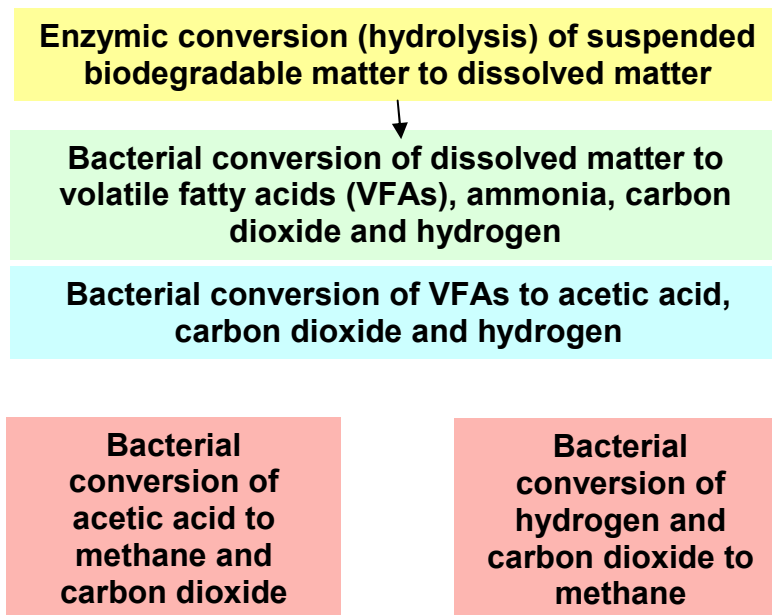 Enzymic conversion (hydrolysis) of suspended
biodegradable matter to dissolved matter
Bacterial conversion of dissolved matter to
volatile fatty acids (VFAs), ammonia, carbon
dioxide and hydrogen
Bacterial conversion of VFAs to acetic acid,
carbon dioxide and hydrogen
Bacterial
conversion of
acetic acid to
methane and
carbon dioxide
Bacterial
conversion of
hydrogen and
carbon dioxide to
methane